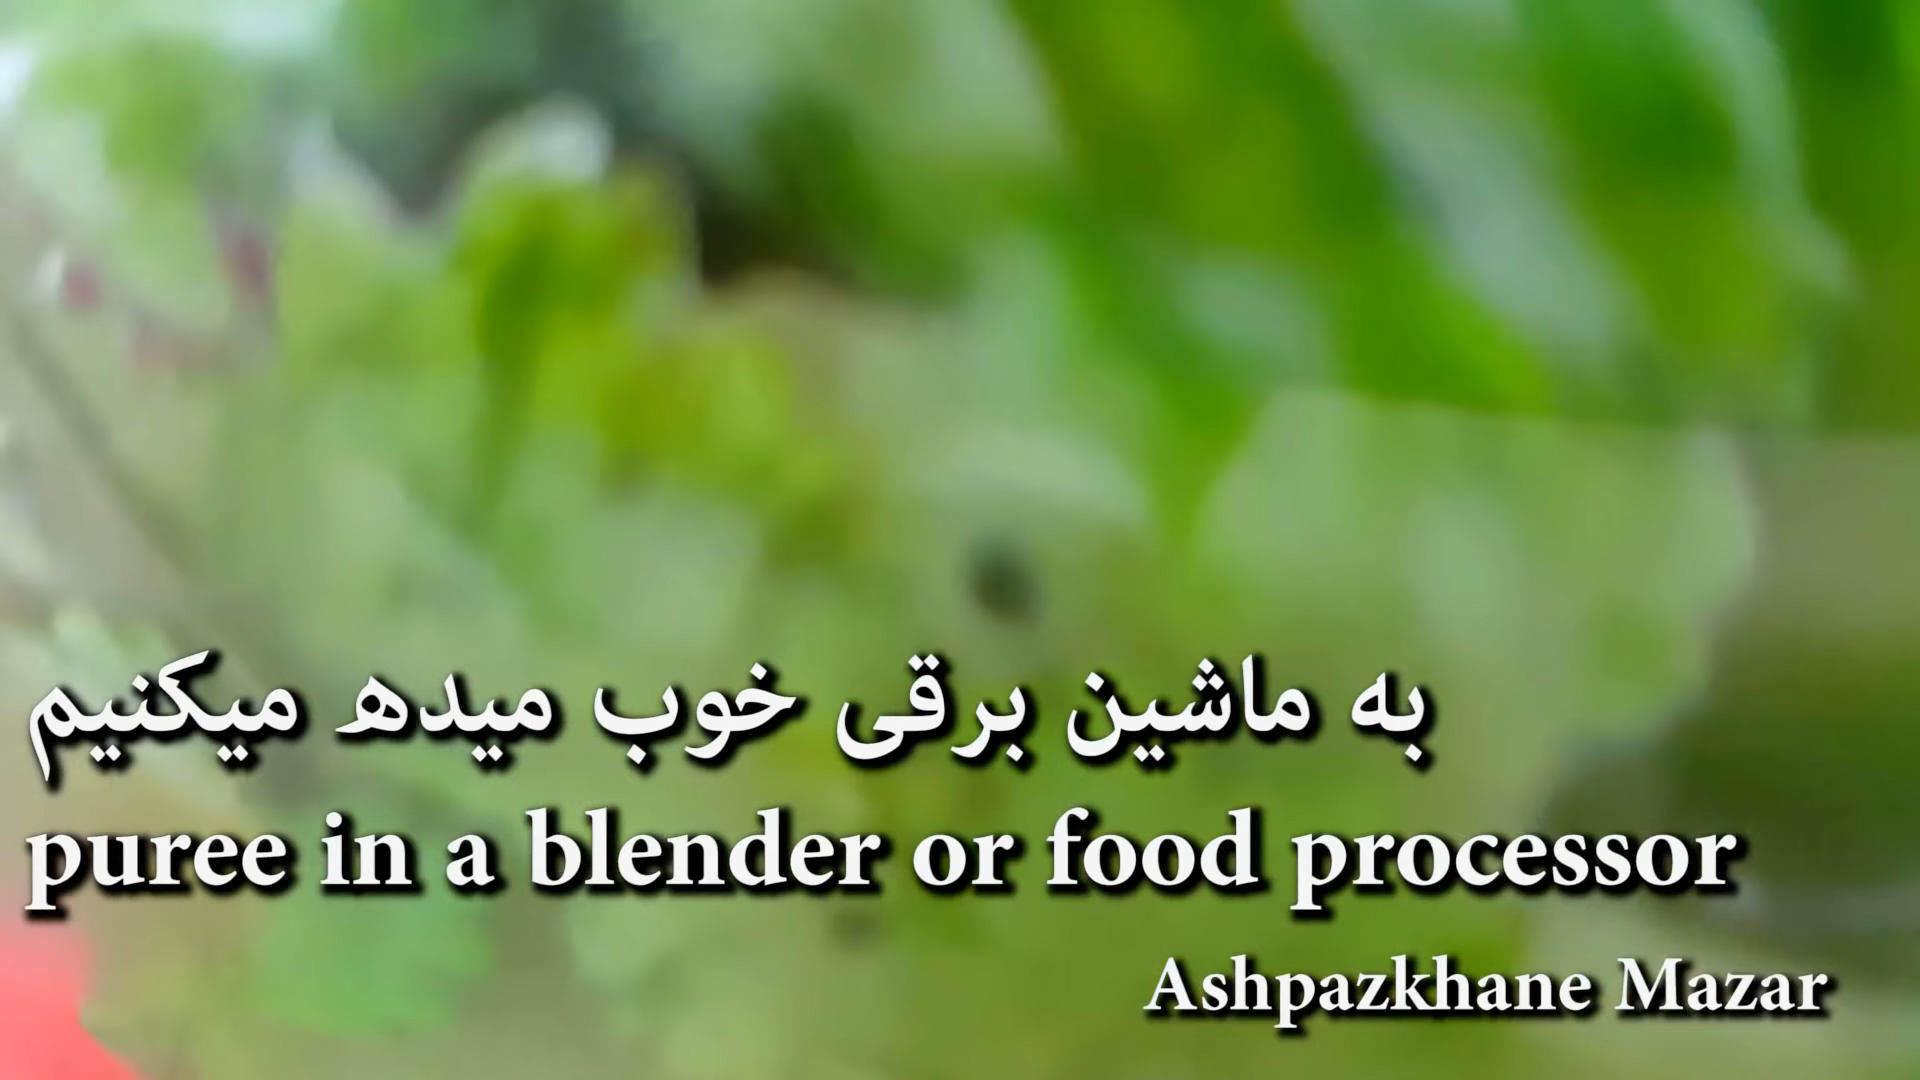 به ماشین برقی خوب میده میکنیم
puree in a blender or food processor
Ashpazkhane Mazar